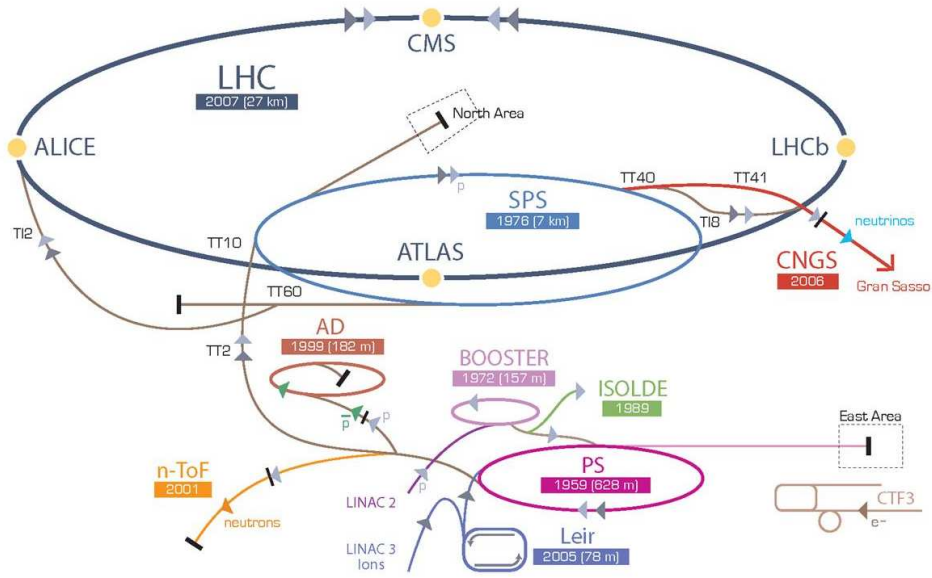 CMS
LHC
2007 (27 km)
North Area
ALICE
LHCb
TT40
TT41
SPS
1976 (7 km)
p
TI8
neutrinos
TI2
TT10
ATLAS
CNGS
2006
Gran Sasso
TT60
AD
1999 (182 m)
TT2
BOOSTER
1972 (157 m)
ISOLDE
1989
p̅
p
East Area
n-ToF
2001
PS
1959 (628 m)
p
LINAC 2
neutrons
CTF3
e-
LINAC 3
Ions
Leir
2005 (78 m)